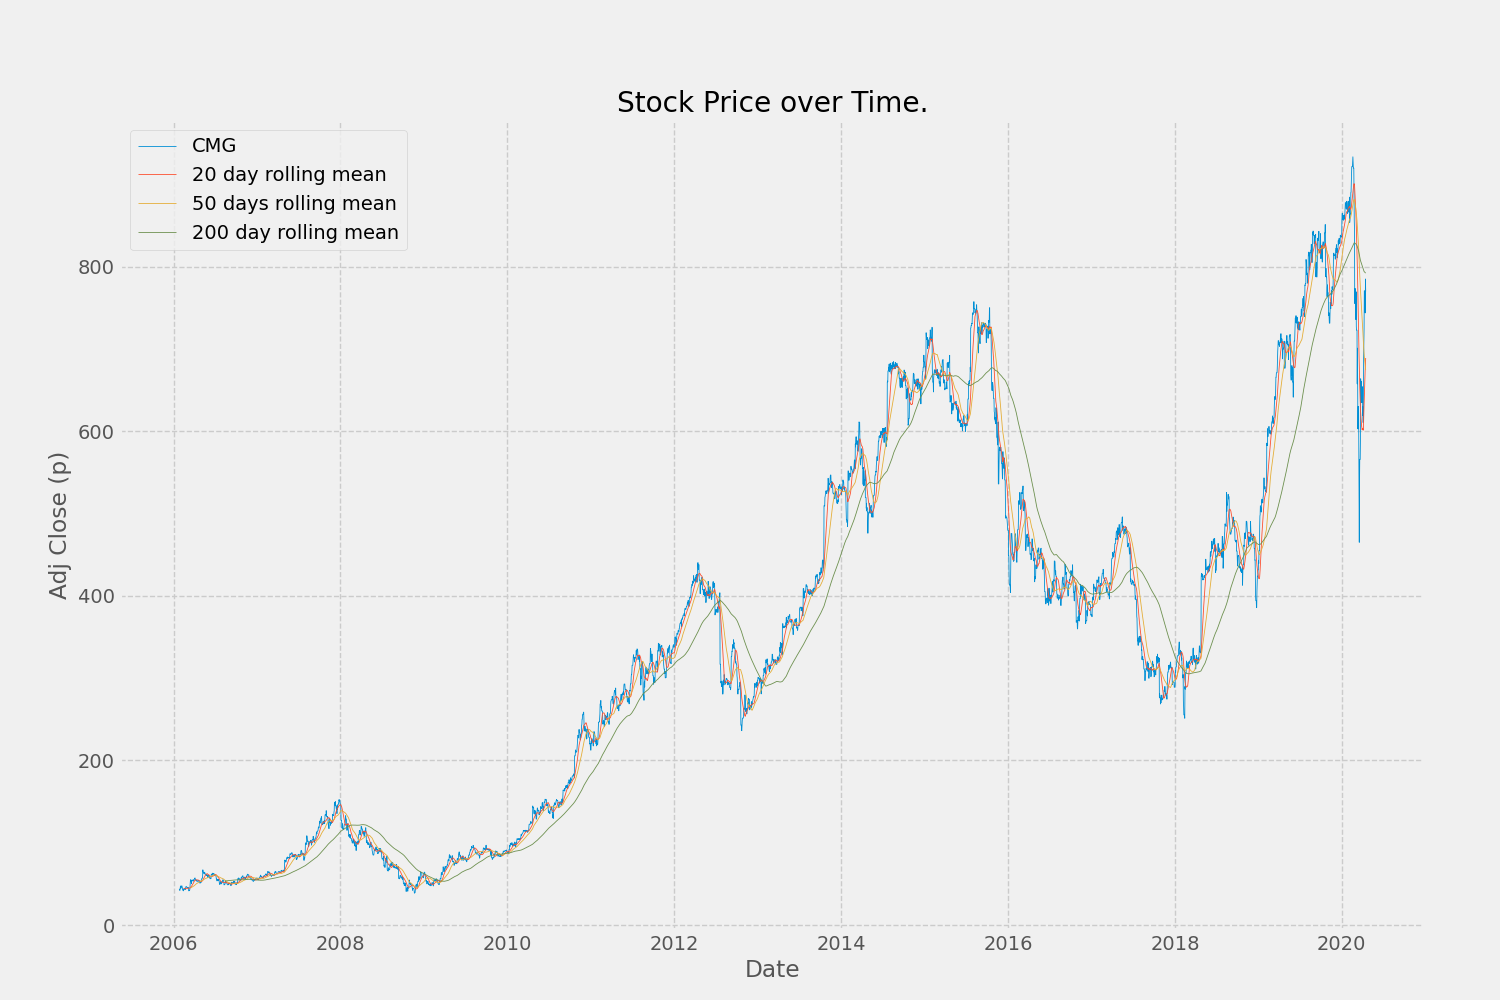 Stock Price over Time.
CMG
20 day rolling mean
50 days rolling mean
200 day rolling mean
Adj Close (p)
800
600
400
200
0
2006 2008 2010 2012 2014 2016 2018 2020
Date